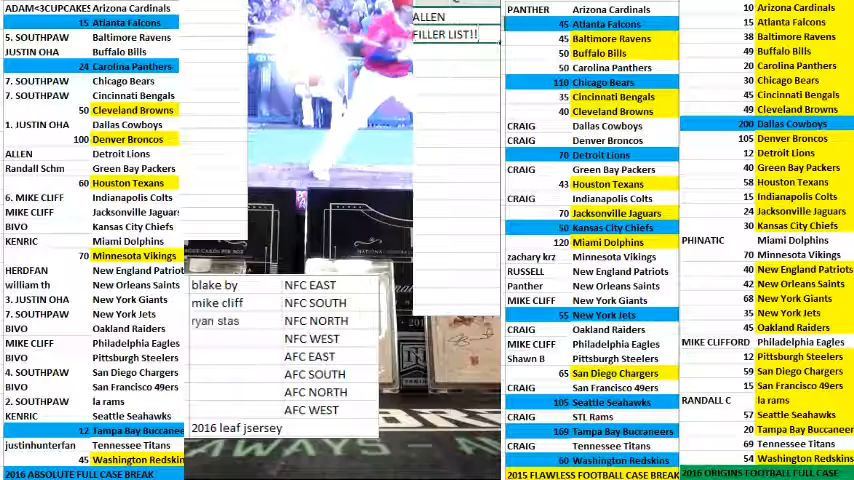 ADAM<3CUPCAKES Arizona Cardinals
15 Atlanta Falcons
5. SOUTHPAW Baltimore Ravens
JUSTIN OHA Buffalo Bills
24 Carolina Panthers
7. SOUTHPAW Chicago Bears
7. SOUTHPAW Cincinnati Bengals
50 Cleveland Browns
1. JUSTIN OHA Dallas Cowboys
100 Denver Broncos
ALLEN Detroit Lions
Randall Schm Green Bay Packers
60 Houston Texans
6. MIKE CLIFF Indianapolis Colts
MIKE CLIFF Jacksonville Jaguars
BIVO Kansas City Chiefs
KENRIC Miami Dolphins
70 Minnesota Vikings
HERDFAN New England Patriot
william th New Orleans Saints
3. JUSTIN OHA New York Giants
7. SOUTHPAW New York Jets
BIVO Oakland Raiders
MIKE CLIFF Philadelphia Eagles
BIVO Pittsburgh Steelers
4. SOUTHPAW San Diego Chargers
BIVO San Francisco 49ers
2. SOUTHPAW la rams
KENRIC Seattle Seahawks
12 Tampa Bay Buccanee
justinhunterfan Tennessee Titans
45 Washington Redskin
2016 ABSOLUTE FULL CASE BREAK
blake by NFC EAST
mike cliff NFC SOUTH
ryan stas NFC NORTH
NFC WEST
AFC EAST
AFC SOUTH
AFC NORTH
AFC WEST
2016 leaf jsersey
ALLEN
FILLER LIST!!
PANTHER Arizona Cardinals
45 Atlanta Falcons
45 Baltimore Ravens
50 Buffalo Bills
50 Carolina Panthers
110 Chicago Bears
35 Cincinnati Bengals
40 Cleveland Browns
CRAIG Dallas Cowboys
CRAIG Denver Broncos
70 Detroit Lions
CRAIG Green Bay Packers
43 Houston Texans
CRAIG Indianapolis Colts
70 Jacksonville Jaguars
50 Kansas City Chiefs
120 Miami Dolphins
zachary krz Minnesota Vikings
RUSSELL New England Patriots
Panther New Orleans Saints
MIKE CLIFF New York Giants
55 New York Jets
CRAIG Oakland Raiders
MIKE CLIFF Philadelphia Eagles
Shawn B Pittsburgh Steelers
65 San Diego Chargers
CRAIG San Francisco 49ers
105 Seattle Seahawks
CRAIG STL Rams
169 Tampa Bay Buccaneers
CRAIG Tennessee Titans
60 Washington Redskins
2015 FLAWLESS FOOTBALL CASE BREAK
10 Arizona Cardinals
15 Atlanta Falcons
38 Baltimore Ravens
49 Buffalo Bills
20 Carolina Panthers
30 Chicago Bears
45 Cincinnati Bengals
49 Cleveland Browns
200 Dallas Cowboys
105 Denver Broncos
12 Detroit Lions
40 Green Bay Packers
58 Houston Texans
15 Indianapolis Colts
24 Jacksonville Jaguars
30 Kansas City Chiefs
PHINATIC Miami Dolphins
70 Minnesota Vikings
40 New England Patriots
42 New Orleans Saints
68 New York Giants
35 New York Jets
45 Oakland Raiders
MIKE CLIFFORD Philadelphia Eagles
12 Pittsburgh Steelers
59 San Diego Chargers
15 San Francisco 49ers
RANDALL C la rams
57 Seattle Seahawks
20 Tampa Bay Buccaneer
69 Tennessee Titans
54 Washington Redskins
2016 ORIGINS FOOTBALL FULL CASE